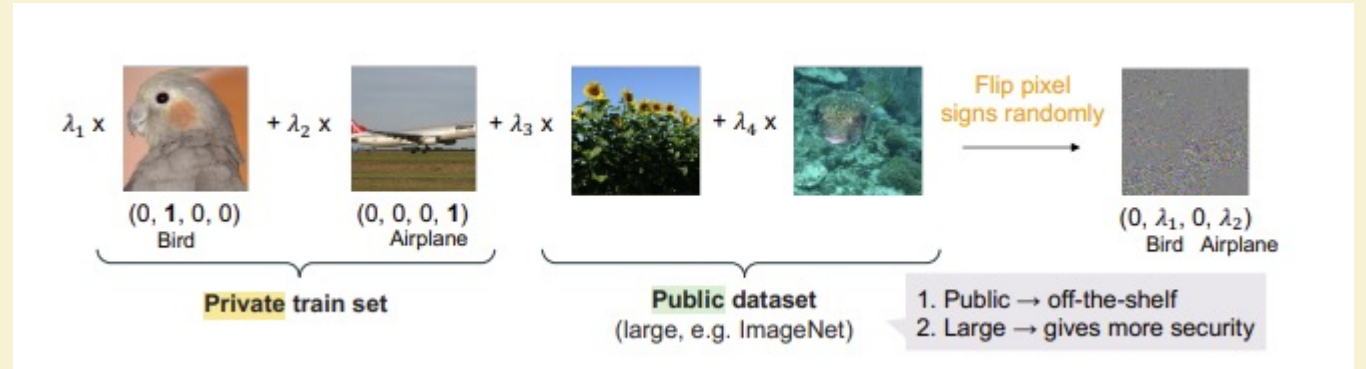 λ₁ x + λ₂ x + λ₃ x + λ₄ x
Flip pixel
signs randomly
(0, 1, 0, 0)
Bird
(0, 0, 0, 1)
Airplane
(0, λ₁, 0, λ₂)
Bird Airplane
Private train set
Public dataset
(large, e.g. ImageNet)
1. Public → off-the-shelf
2. Large → gives more security